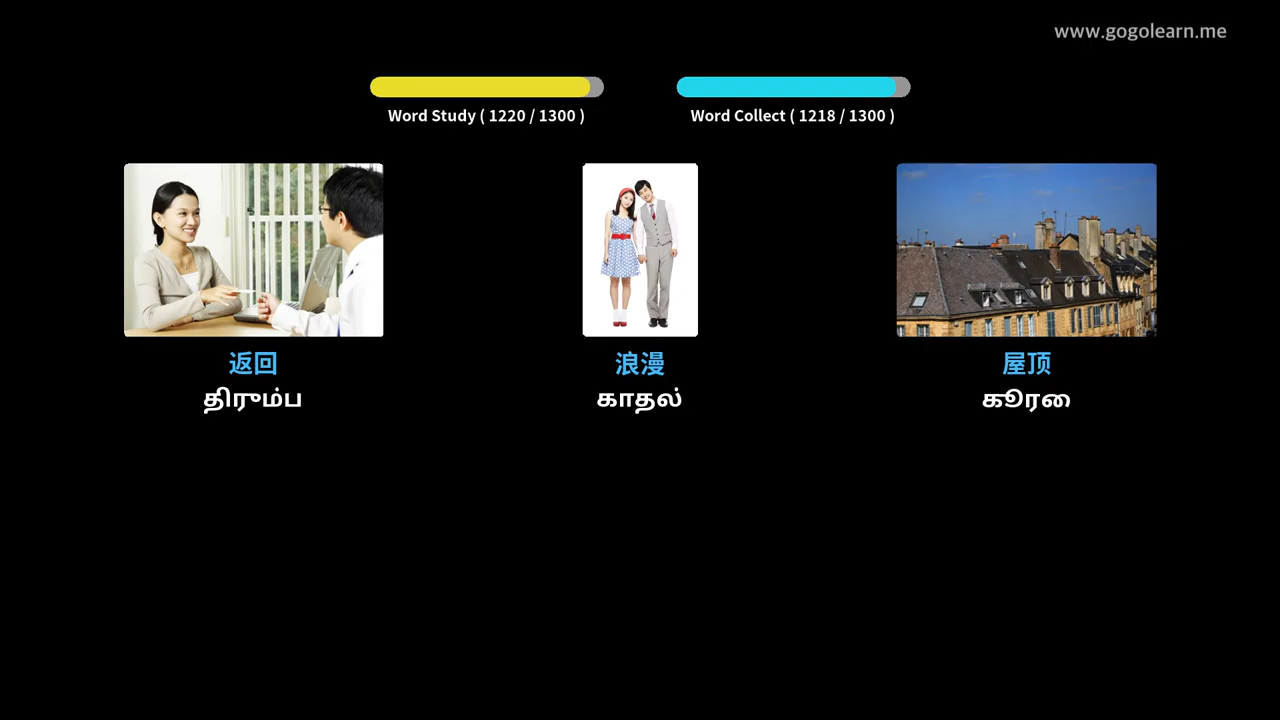 www.gogolearn.me
Word Study ( 1220 / 1300 )
Word Collect ( 1218 / 1300 )
返回
திரும்ப
浪漫
காதல்
屋顶
கூரை